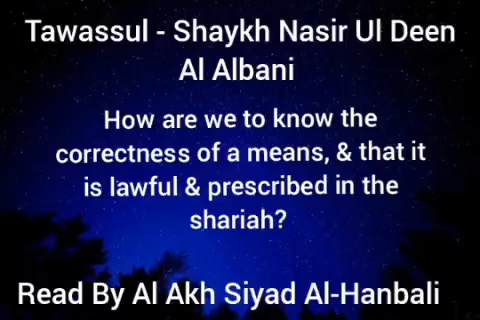 Tawassul - Shaykh Nasir Ul Deen
Al Albani
How are we to know the
correctness of a means, & that it
is lawful & prescribed in the
shariah?
Read By Al Akh Siyad Al-Hanbali